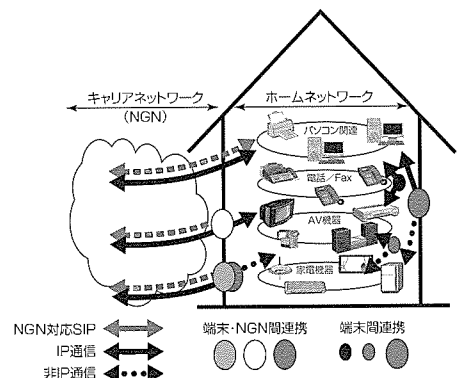 キャリアネットワーク
(NGN)
ホームネットワーク
パソコン関連
電話/Fax
AV機器
家電機器
NGN対応SIP
IP通信
非IP通信
端末・NGN間連携
端末間連携